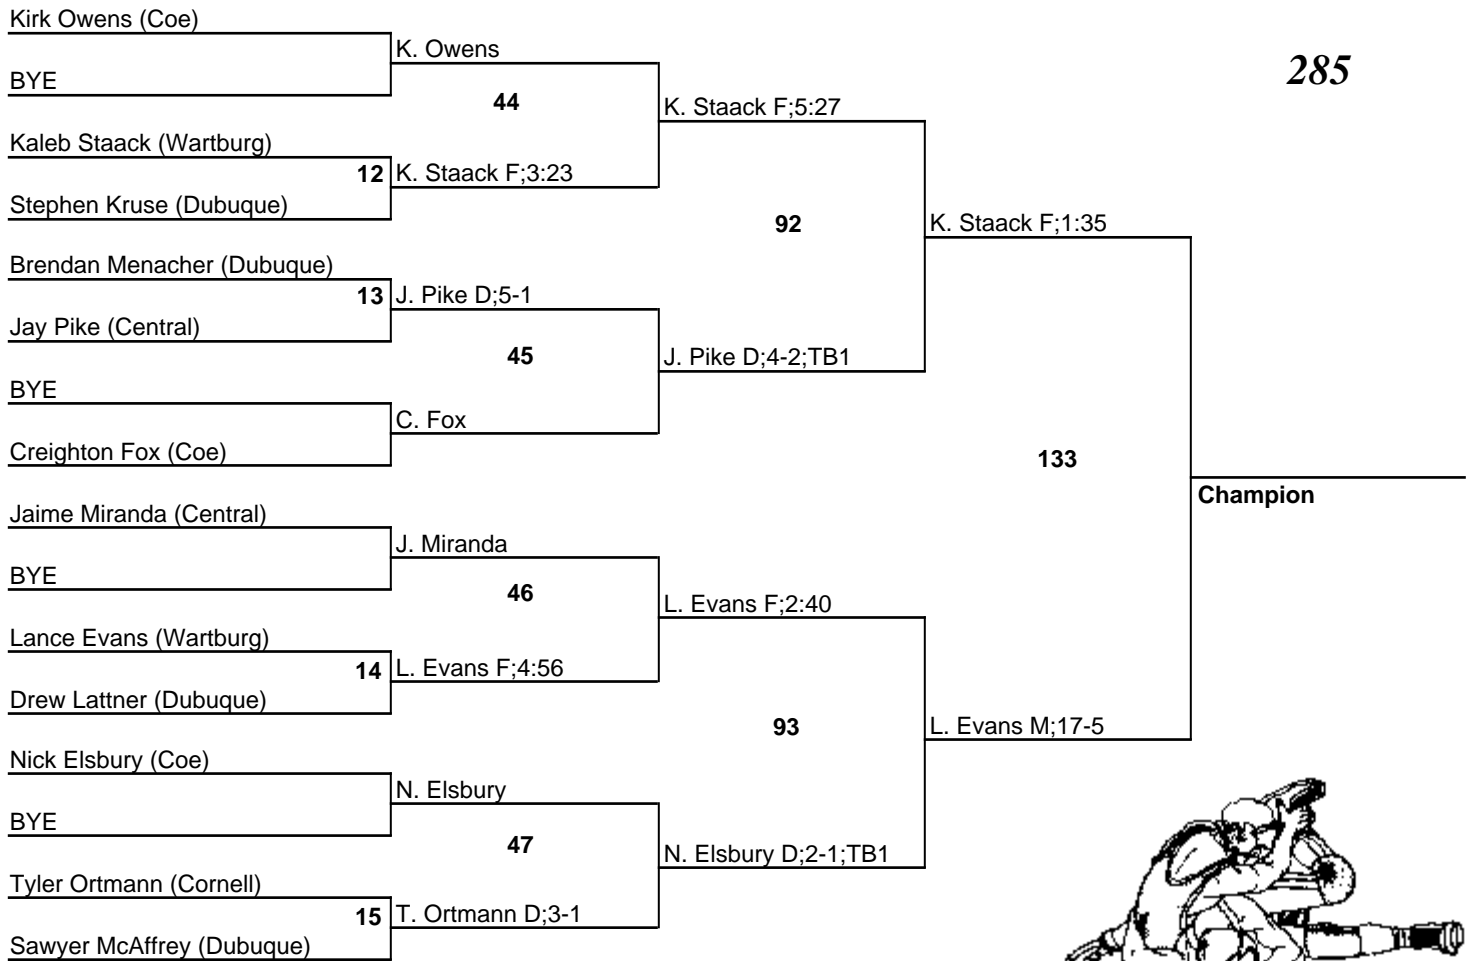 Kirk Owens (Coe)
K. Owens
285
BYE
44
K. Staack F;5:27
Kaleb Staack (Wartburg)
12 K. Staack F;3:23
Stephen Kruse (Dubuque)
92
K. Staack F;1:35
Brendan Menacher (Dubuque)
13 J. Pike D;5-1
Jay Pike (Central)
45
J. Pike D;4-2;TB1
BYE
C. Fox
Creighton Fox (Coe)
133
Champion
Jaime Miranda (Central)
J. Miranda
BYE
46
L. Evans F;2:40
Lance Evans (Wartburg)
14 L. Evans F;4:56
Drew Lattner (Dubuque)
93
L. Evans M;17-5
Nick Elsbury (Coe)
N. Elsbury
BYE
47
N. Elsbury D;2-1;TB1
Tyler Ortmann (Cornell)
15 T. Ortmann D;3-1
Sawyer McAffrey (Dubuque)